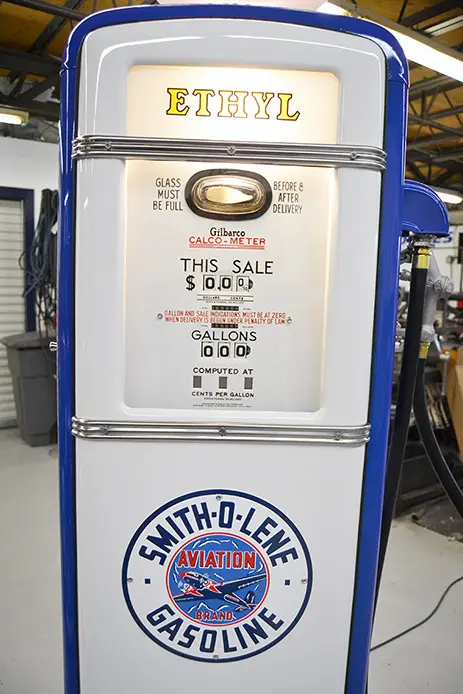 ETHYL
GLASS
MUST
BE FULL
BEFORE &
AFTER
DELIVERY
Gilbarco
CALCO-METER
THIS SALE
$ 0.00
DOLLARS CENTS
GALLON AND SALE INDICATIONS MUST BE AT ZERO
WHEN DELIVERY IS BEGUN UNDER PENALTY OF LAW
GALLONS
000
COMPUTED AT
CENTS PER GALLON
SMITH-O-LENE
AVIATION
BRAND
GASOLINE